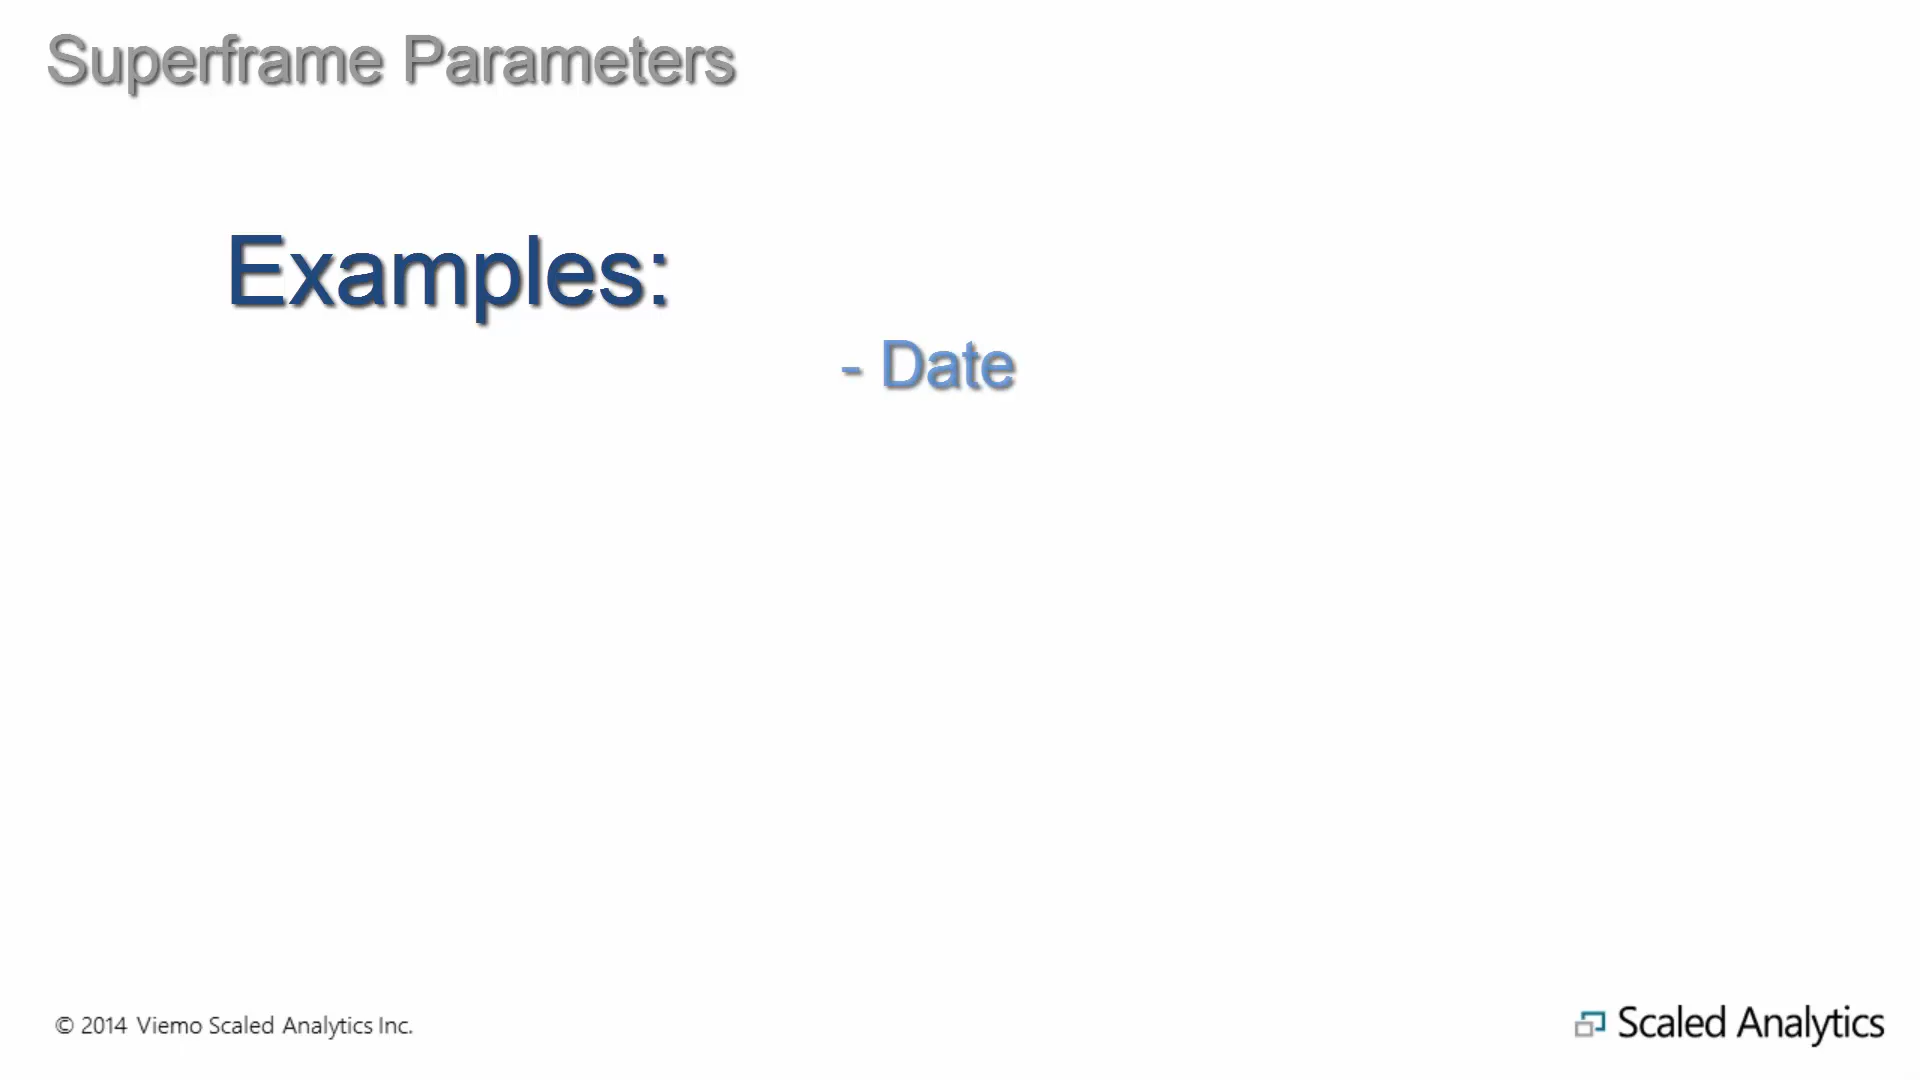 Superframe Parameters
Examples:
- Date
© 2014 Viemo Scaled Analytics Inc.
Scaled Analytics